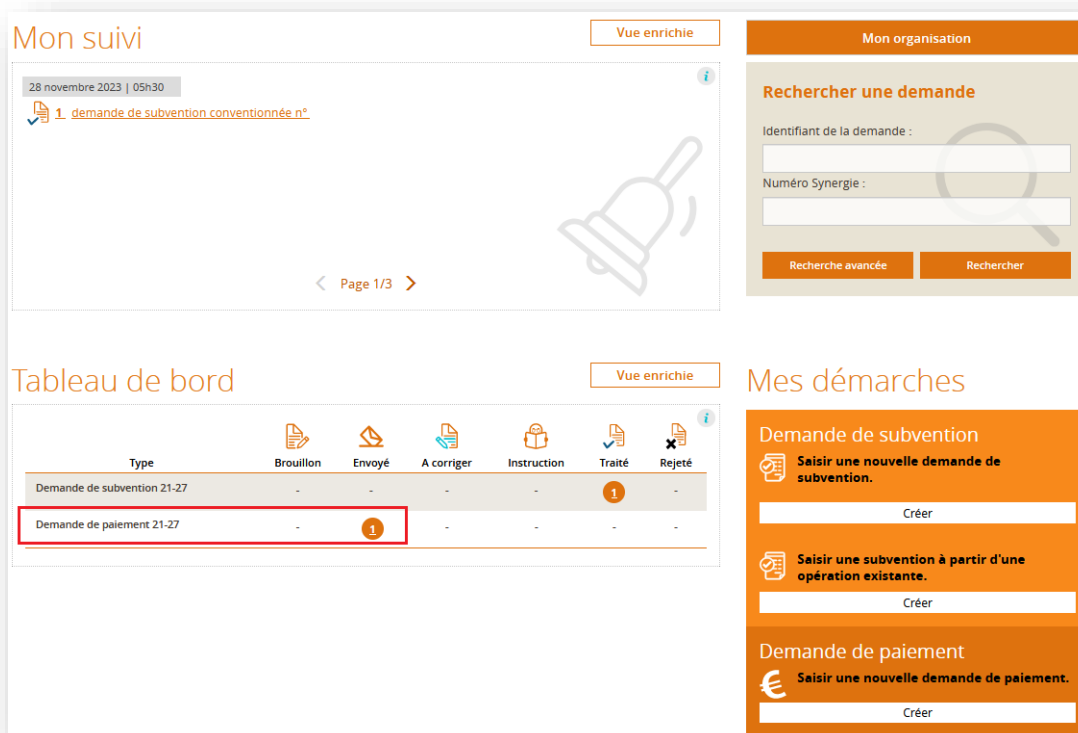 Mon suivi
Vue enrichie
28 novembre 2023 | 05h30
1 demande de subvention conventionnée n°
Page 1/3
Mon organisation
Rechercher une demande
Identifiant de la demande :
Numéro Synergie :
Recherche avancée
Rechercher
Tableau de bord
Vue enrichie
Type Brouillon Envoyé A corriger Instruction Traité Rejeté
Demande de subvention 21-27 - - - - 1 -
Demande de paiement 21-27 - 1 - - - -
Mes démarches
Demande de subvention
Saisir une nouvelle demande de
subvention.
Créer
Saisir une subvention à partir d'une
opération existante.
Créer
Demande de paiement
€ Saisir une nouvelle demande de paiement.
Créer